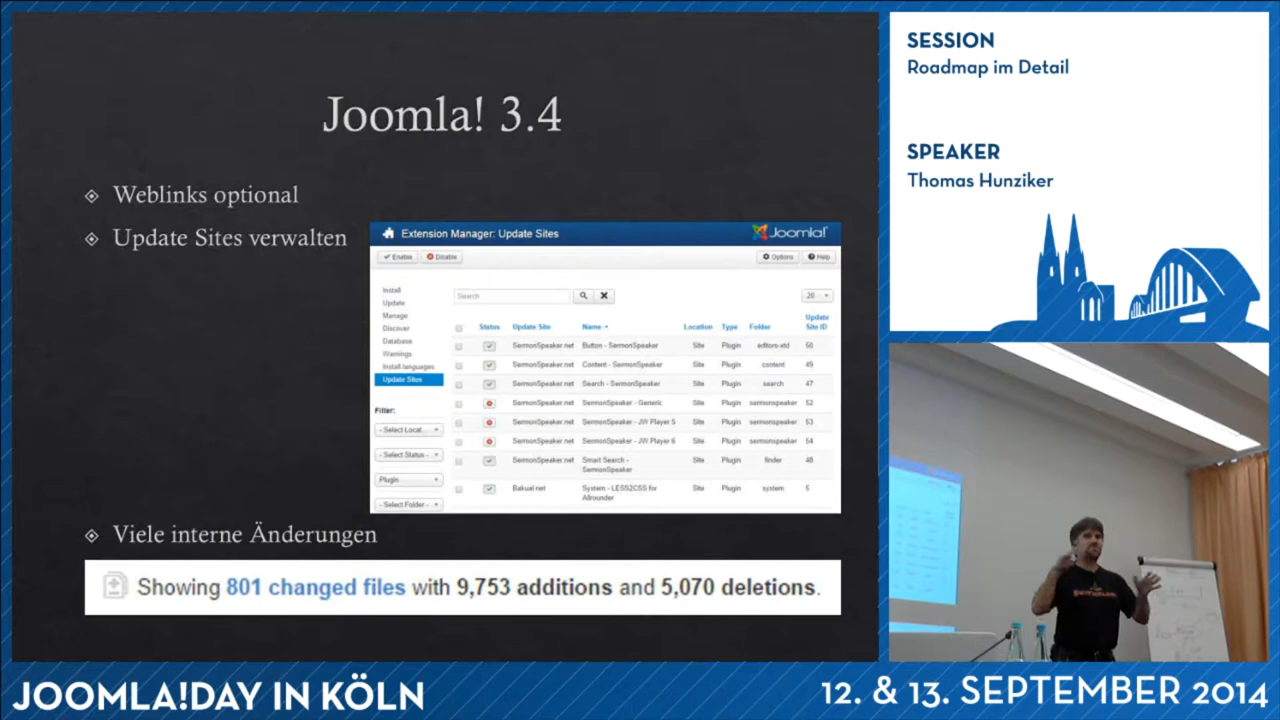 Joomla! 3.4
Weblinks optional
Update Sites verwalten
Extension Manager: Update Sites
Joomla!
Enable
Disable
Options
Help
Install
Update
Manage
Discover
Database
Warnings
Install languages
Update Sites
Filter:
- Select Locat...
- Select Status -
Plugin
- Select Folder -
Search
20
Status Update Site Name Location Type Folder Update Site ID
SermonSpeaker.net Button - SermonSpeaker Site Plugin editors-xtd 50
SermonSpeaker.net Content - SermonSpeaker Site Plugin content 49
SermonSpeaker.net Search - SermonSpeaker Site Plugin search 47
SermonSpeaker.net SermonSpeaker - Generic Site Plugin sermonspeaker 52
SermonSpeaker.net SermonSpeaker - JW Player 5 Site Plugin sermonspeaker 53
SermonSpeaker.net SermonSpeaker - JW Player 6 Site Plugin sermonspeaker 54
SermonSpeaker.net Smart Search - SermonSpeaker Site Plugin finder 48
Bakual.net System - LESS2CSS for Allrounder Site Plugin system 5
Viele interne Änderungen
Showing 801 changed files with 9,753 additions and 5,070 deletions.
SESSION
Roadmap im Detail
SPEAKER
Thomas Hunziker
SWITZERLAND
JOOMLA!DAY IN KÖLN
12. & 13. SEPTEMBER 2014